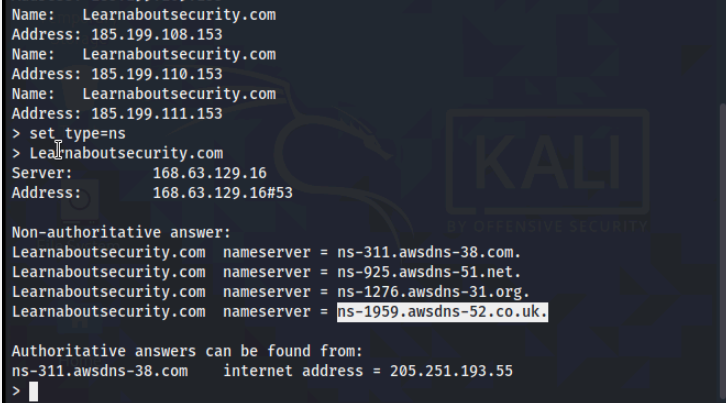 Name:   Learnaboutsecurity.com
Address: 185.199.108.153
Name:   Learnaboutsecurity.com
Address: 185.199.110.153
Name:   Learnaboutsecurity.com
Address: 185.199.111.153
> set type=ns
> Learnaboutsecurity.com
Server:         168.63.129.16
Address:        168.63.129.16#53
KALI
BY OFFENSIVE SECURITY
Non-authoritative answer:
Learnaboutsecurity.com  nameserver = ns-311.awsdns-38.com.
Learnaboutsecurity.com  nameserver = ns-925.awsdns-51.net.
Learnaboutsecurity.com  nameserver = ns-1276.awsdns-31.org.
Learnaboutsecurity.com  nameserver = ns-1959.awsdns-52.co.uk.
Authoritative answers can be found from:
ns-311.awsdns-38.com    internet address = 205.251.193.55
>